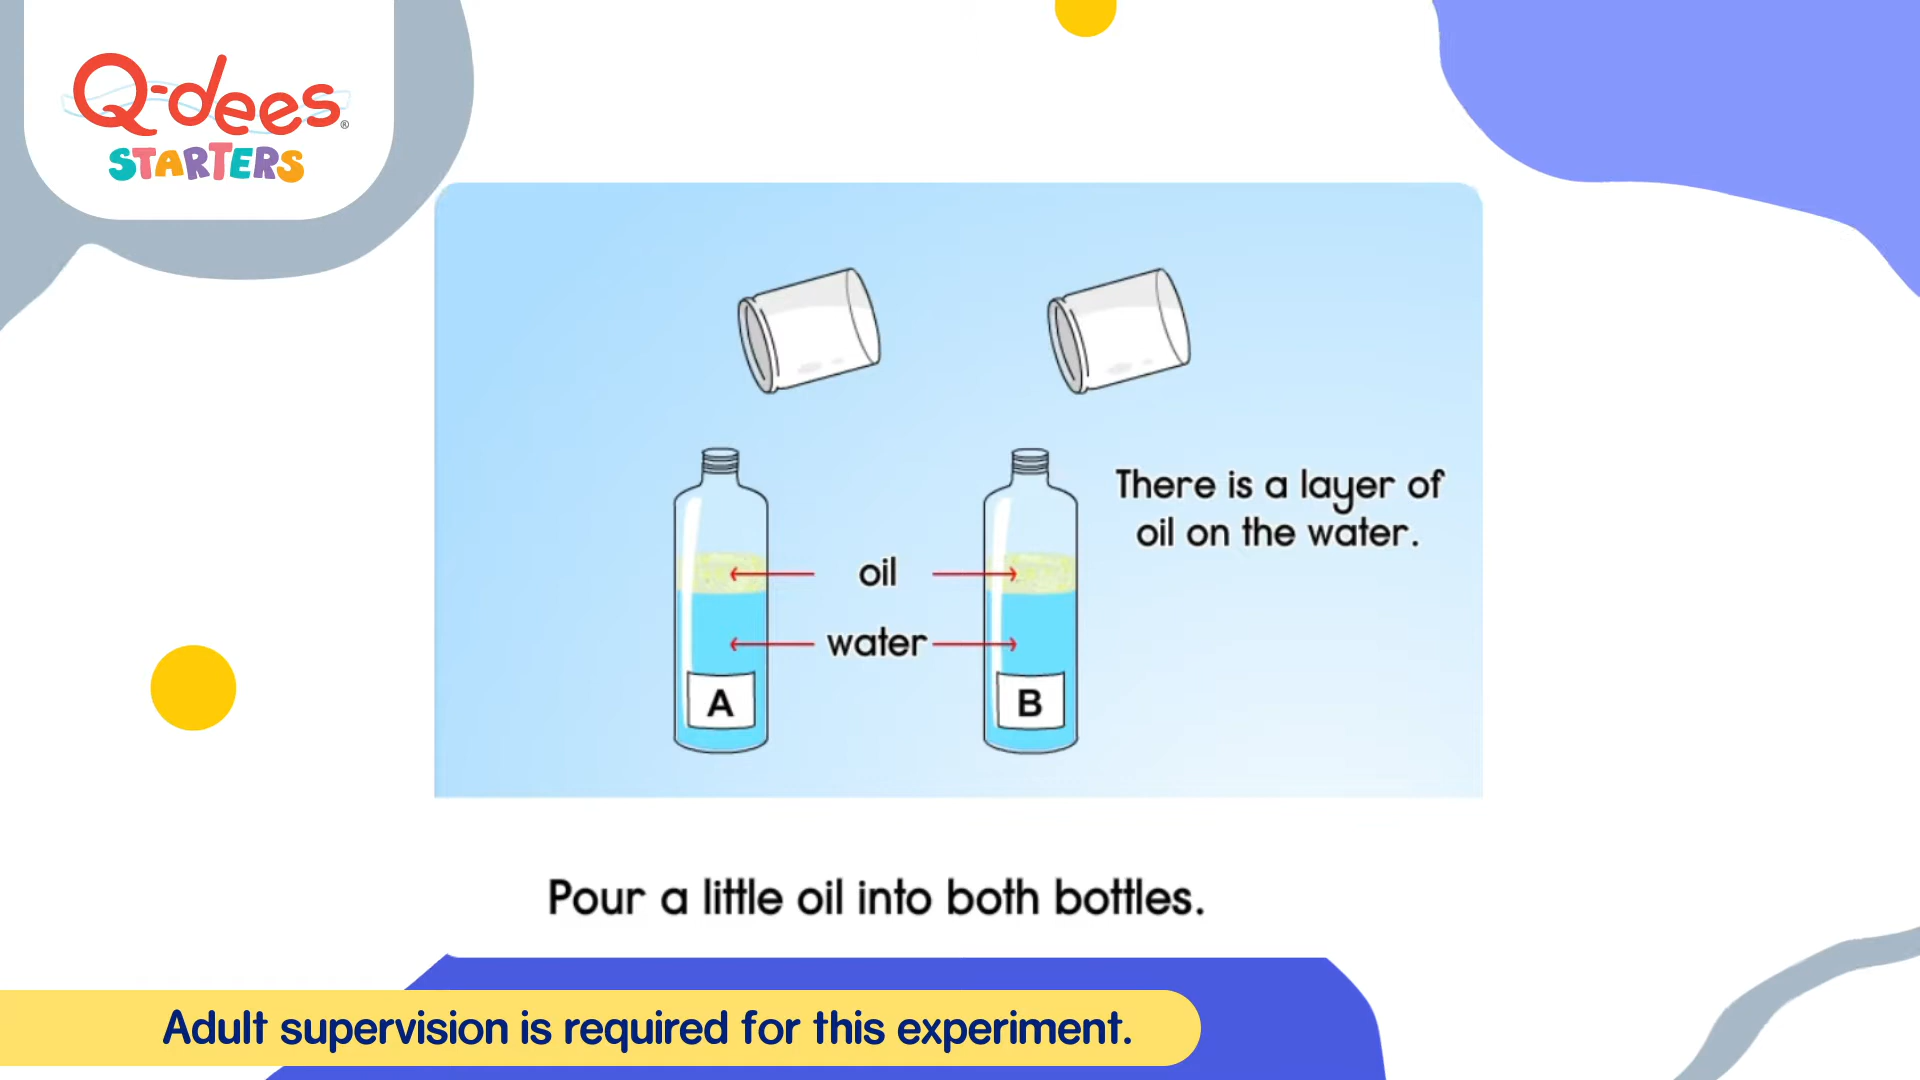 Q-dees®
STARTERS
There is a layer of
oil on the water.
oil
water
A
B
Pour a little oil into both bottles.
Adult supervision is required for this experiment.